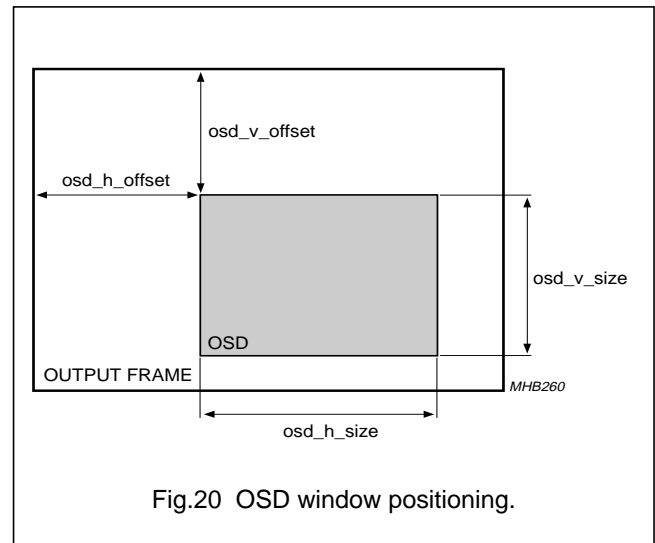 osd_v_offset
osd_h_offset
osd_v_size
OSD
OUTPUT FRAME
MHB260
osd_h_size
Fig.20 OSD window positioning.